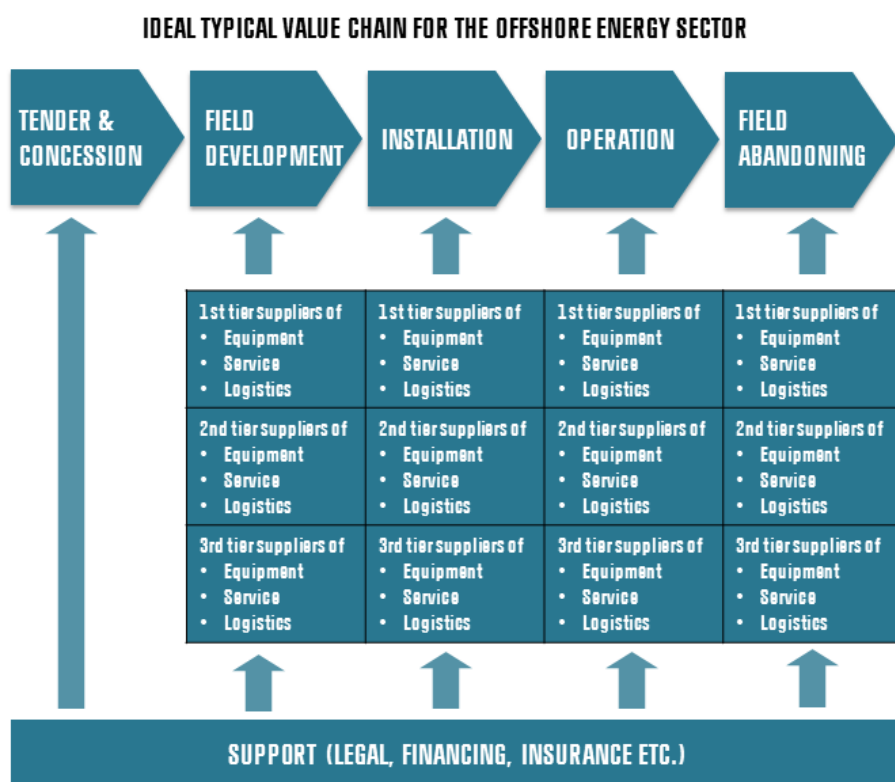 IDEAL TYPICAL VALUE CHAIN FOR THE OFFSHORE ENERGY SECTOR
TENDER &
CONCESSION
FIELD
DEVELOPMENT
INSTALLATION
OPERATION
FIELD
ABANDONING
1st tier suppliers of
• Equipment
• Service
• Logistics
2nd tier suppliers of
• Equipment
• Service
• Logistics
3rd tier suppliers of
• Equipment
• Service
• Logistics
1st tier suppliers of
• Equipment
• Service
• Logistics
2nd tier suppliers of
• Equipment
• Service
• Logistics
3rd tier suppliers of
• Equipment
• Service
• Logistics
1st tier suppliers of
• Equipment
• Service
• Logistics
2nd tier suppliers of
• Equipment
• Service
• Logistics
3rd tier suppliers of
• Equipment
• Service
• Logistics
1st tier suppliers of
• Equipment
• Service
• Logistics
2nd tier suppliers of
• Equipment
• Service
• Logistics
3rd tier suppliers of
• Equipment
• Service
• Logistics
SUPPORT (LEGAL, FINANCING, INSURANCE ETC.)